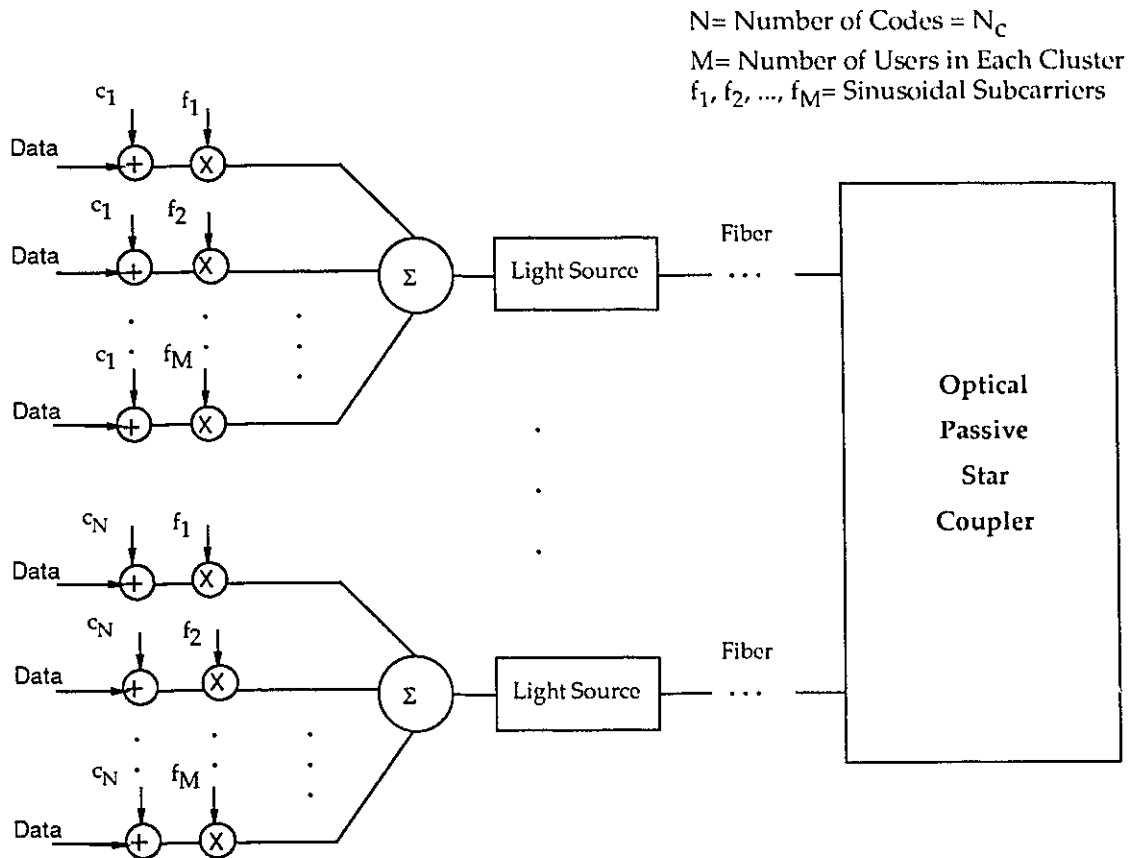 N= Number of Codes = N_C
M= Number of Users in Each Cluster
f_1, f_2, ..., f_M= Sinusoidal Subcarriers
c_1 f_1
Data + X
c_1 f_2
Data + X
c_1 f_M
Data + X
Σ
Light Source
Fiber
...
c_N f_1
Data + X
c_N f_2
Data + X
c_N f_M
Data + X
Σ
Light Source
Fiber
...
Optical
Passive
Star
Coupler